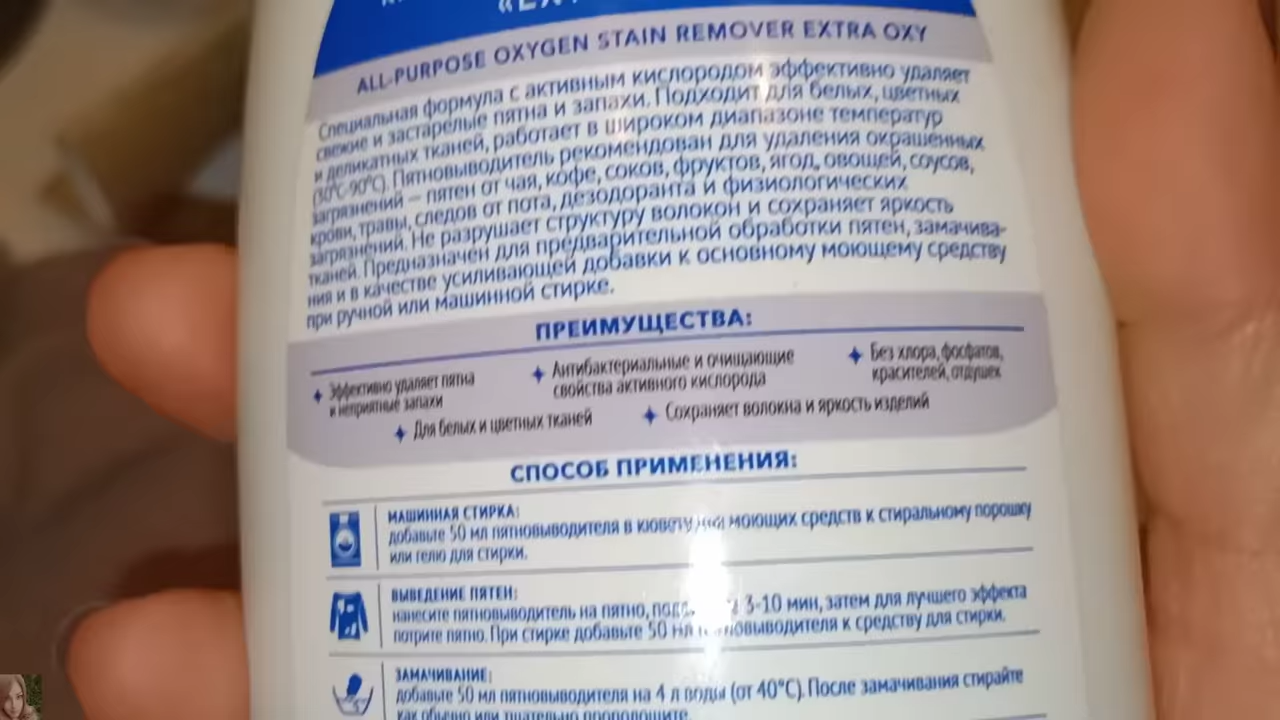 ALL-PURPOSE OXYGEN STAIN REMOVER EXTRA OXY
Специальная формула с активным кислородом эффективно удаляет
свежие и застарелые пятна и запахи. Подходит для белых, цветных
и деликатных тканей, работает в широком диапазоне температур
(30°С-90°С). Пятновыводитель рекомендован для удаления окрашенных
загрязнений – пятен от чая, кофе, соков, фруктов, ягод, овощей, соусов,
крови, травы, следов от пота, дезодоранта и физиологических
загрязнений. Не разрушает структуру волокон и сохраняет яркость
тканей. Предназначен для предварительной обработки пятен, замачива-
ния и в качестве усиливающей добавки к основному моющему средству
при ручной или машинной стирке.
ПРЕИМУЩЕСТВА:
Эффективно удаляет пятна
и неприятные запахи
Антибактериальные и очищающие
свойства активного кислорода
Без хлора, фосфатов,
красителей, отдушек
Для белых и цветных тканей
Сохраняет волокна и яркость изделий
СПОСОБ ПРИМЕНЕНИЯ:
МАШИННАЯ СТИРКА:
добавьте 50 мл пятновыводителя в кювету для моющих средств к стиральному порошку
или гелю для стирки.
ВЫВЕДЕНИЕ ПЯТЕН:
нанесите пятновыводитель на пятно, 3-10 мин, затем для лучшего эффекта
потрите пятно. При стирке добавьте 50 мл пятновыводителя к средству для стирки.
ЗАМАЧИВАНИЕ:
добавьте 50 мл пятновыводителя на 4 л воды (от 40°С). После замачивания стирайте
как обычно или тщательно прополощите.